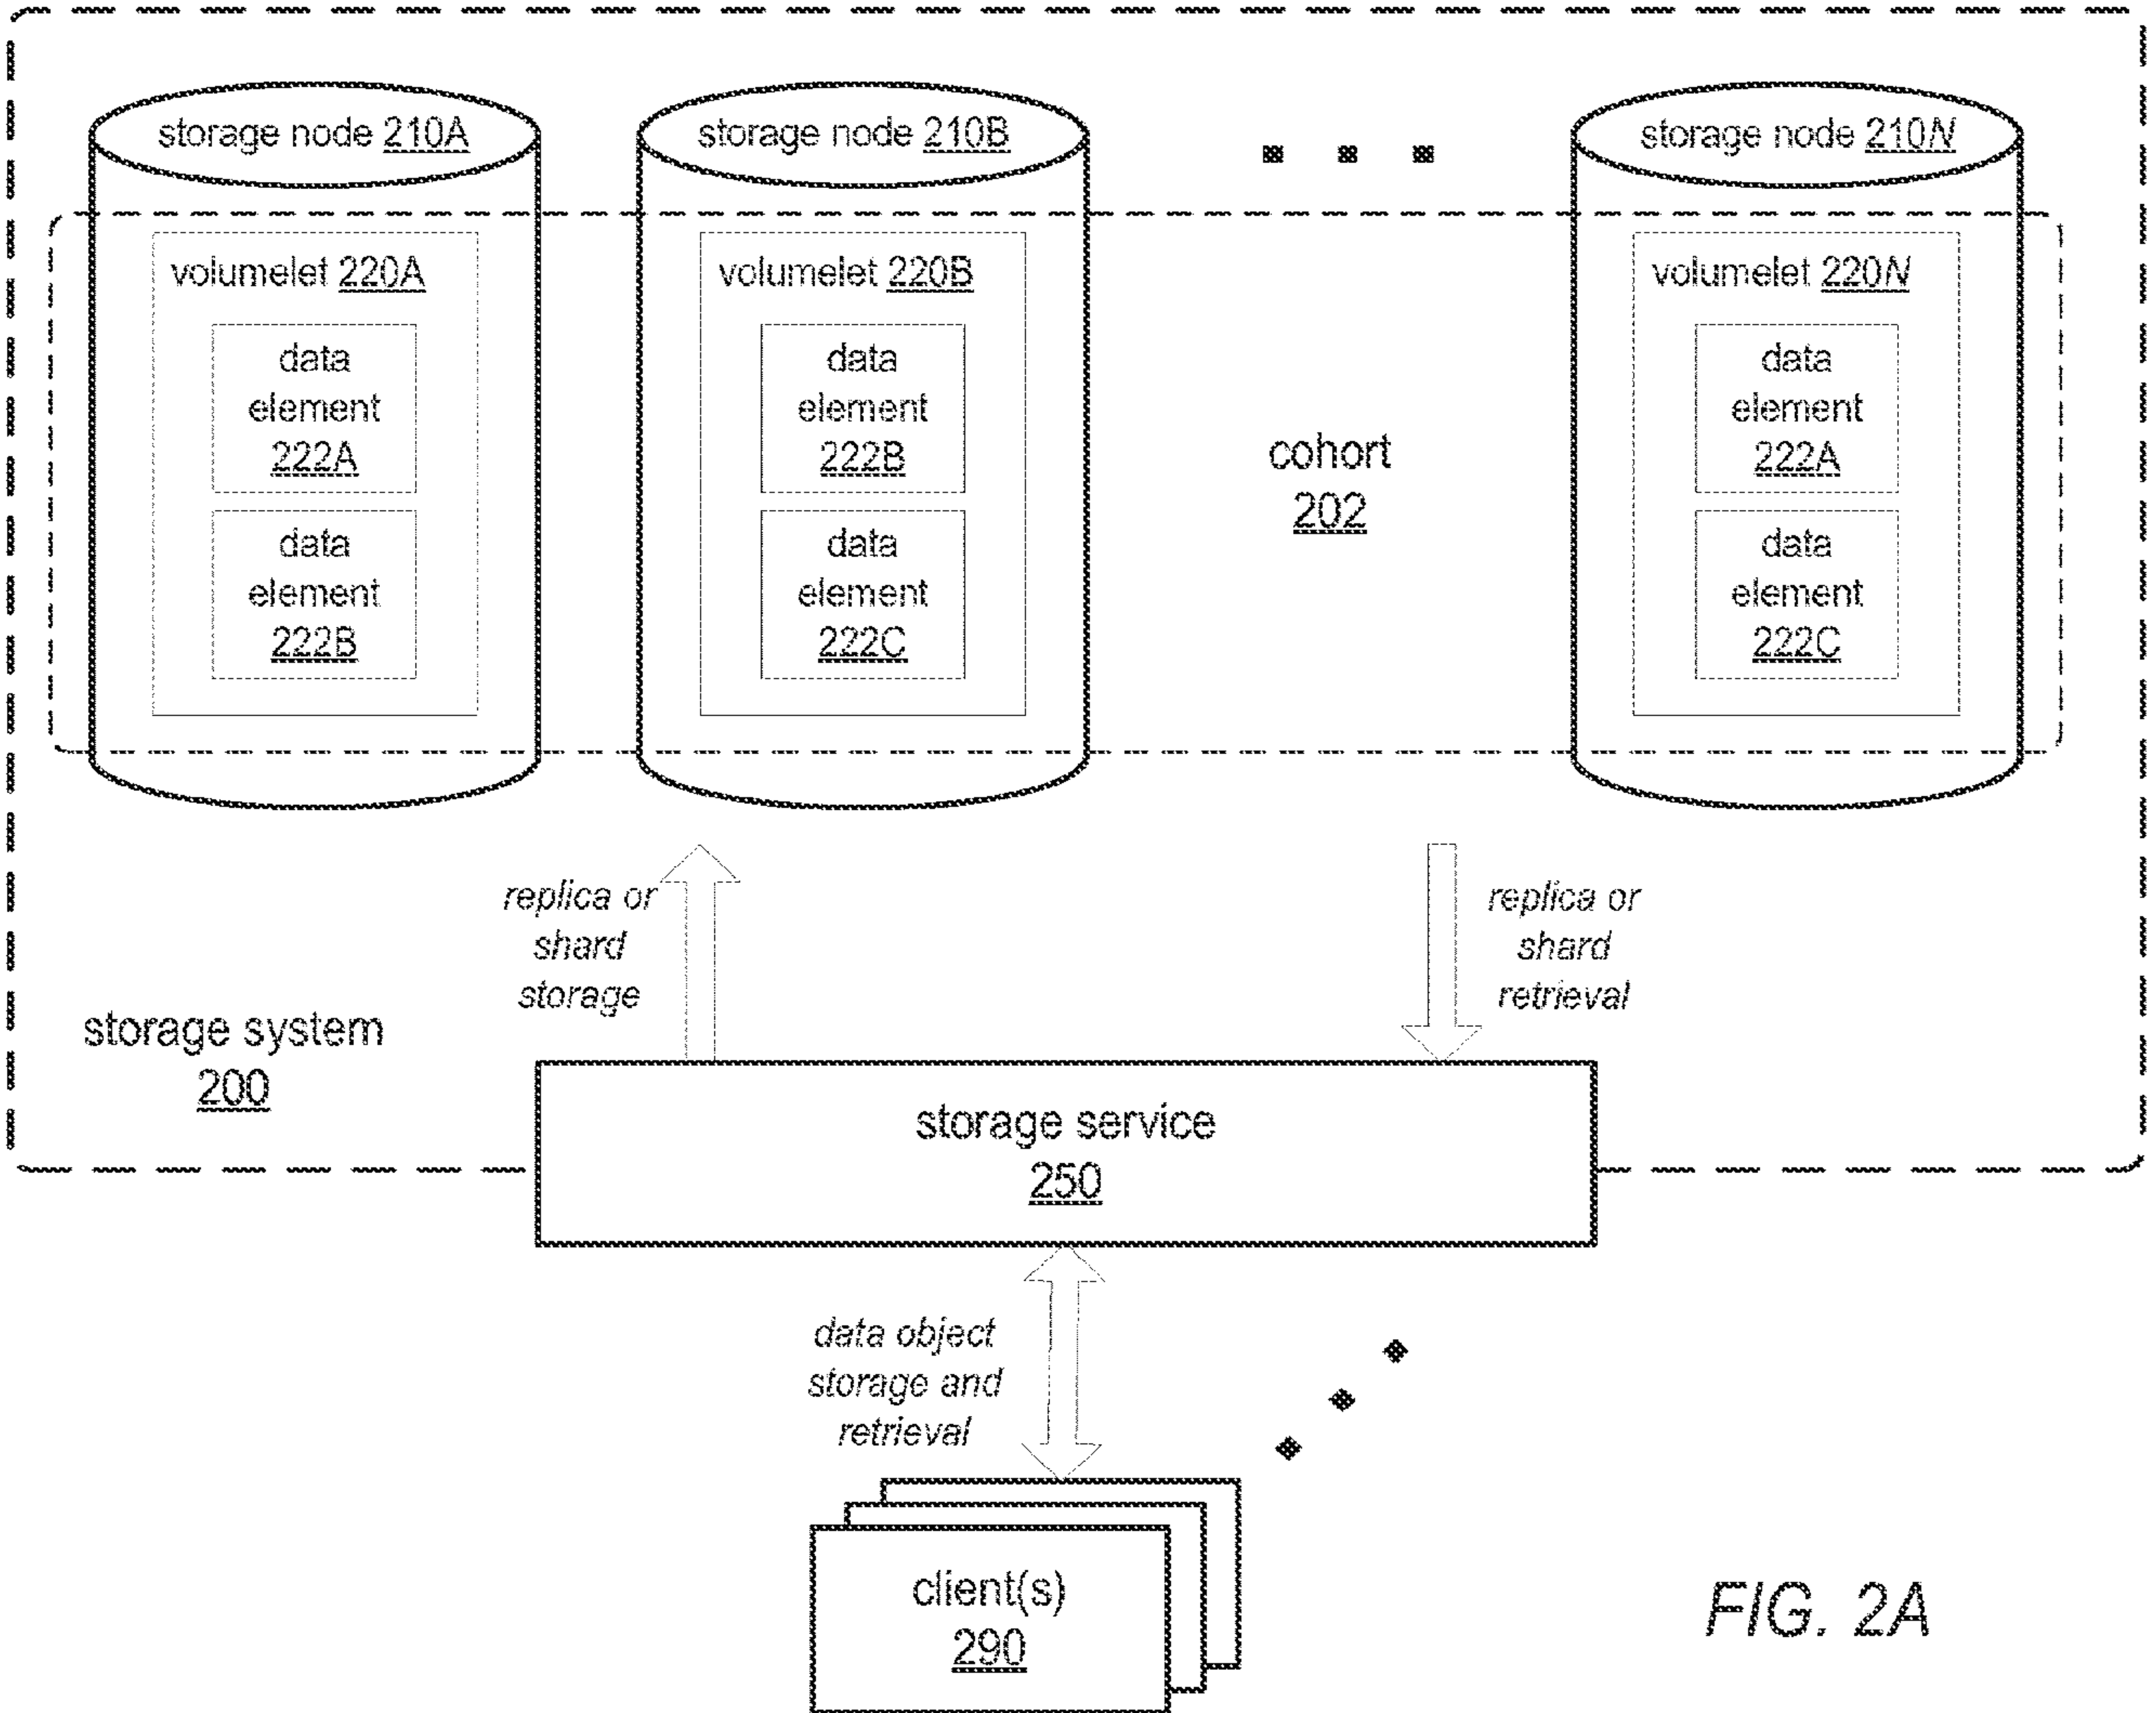 storage node 210A
storage node 210B
storage node 210N
volumelet 220A
data
element
222A
data
element
222B
volumelet 220B
data
element
222B
data
element
222C
cohort
202
volumelet 220N
data
element
222A
data
element
222C
replica or
shard
storage
replica or
shard
retrieval
storage system
200
storage service
250
data object
storage and
retrieval
client(s)
290
FIG. 2A